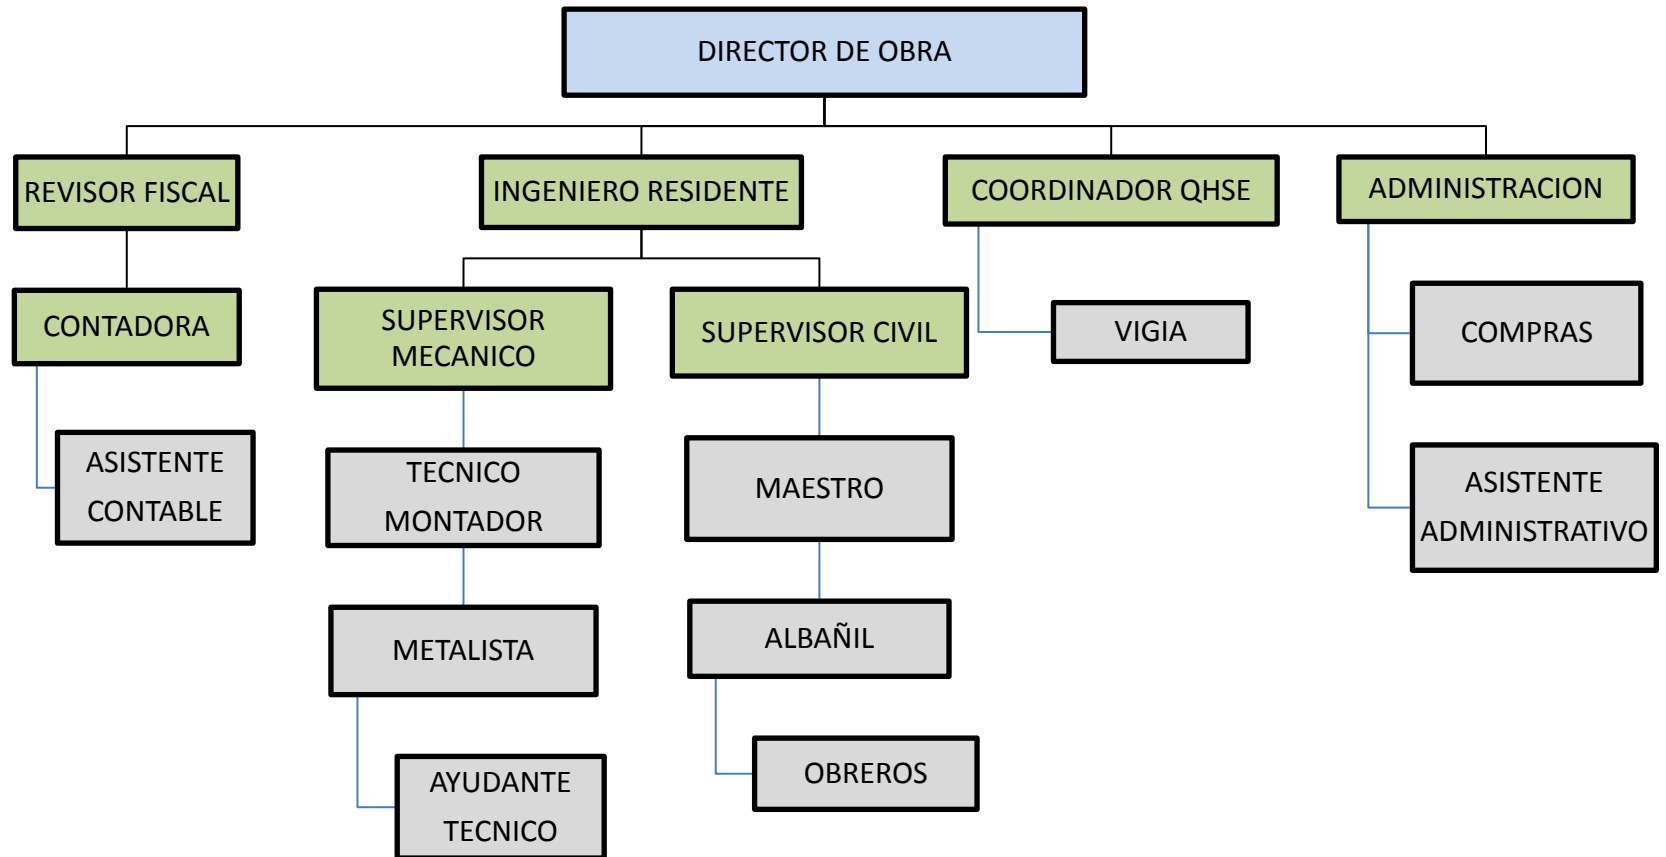 DIRECTOR DE OBRA
REVISOR FISCAL
INGENIERO RESIDENTE
COORDINADOR QHSE
ADMINISTRACION
CONTADORA
SUPERVISOR
MECANICO
SUPERVISOR CIVIL
VIGIA
COMPRAS
ASISTENTE
CONTABLE
TECNICO
MONTADOR
MAESTRO
ASISTENTE
ADMINISTRATIVO
METALISTA
ALBAÑIL
AYUDANTE
TECNICO
OBREROS